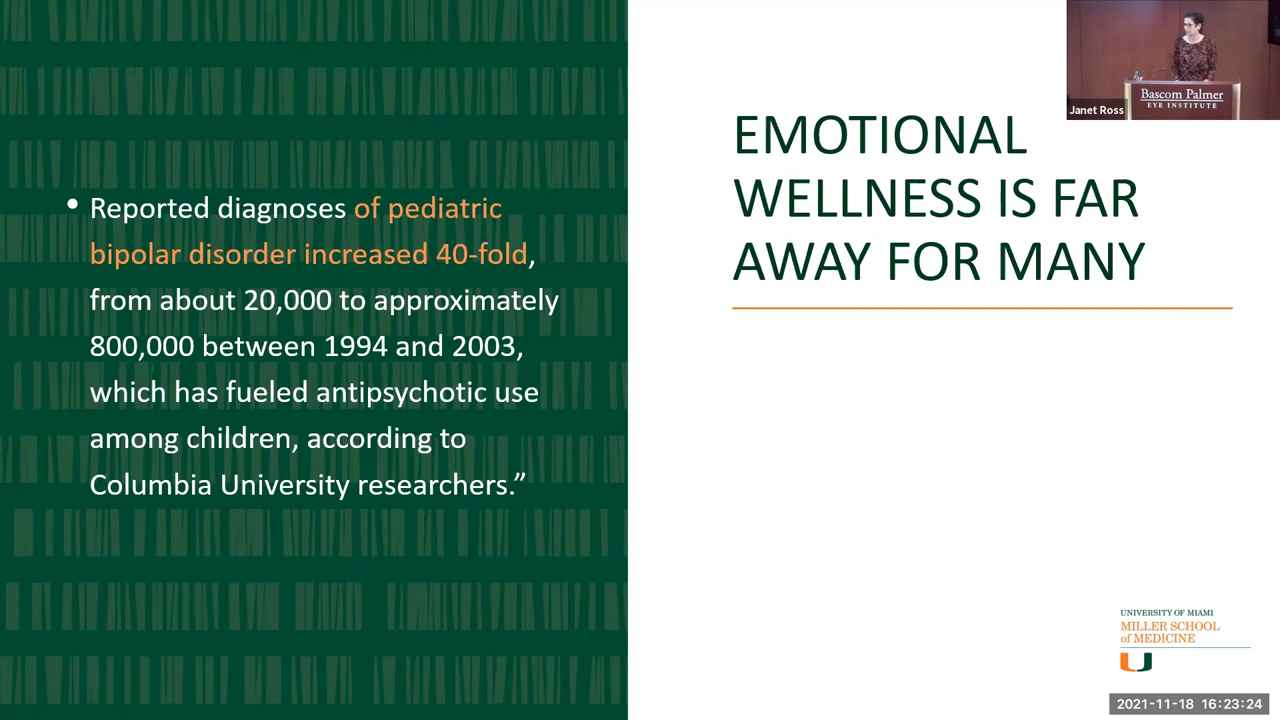 • Reported diagnoses of pediatric
bipolar disorder increased 40-fold,
from about 20,000 to approximately
800,000 between 1994 and 2003,
which has fueled antipsychotic use
among children, according to
Columbia University researchers.”
EMOTIONAL
WELLNESS IS FAR
AWAY FOR MANY
Janet Ross
Bascom Palmer
EYE INSTITUTE
UNIVERSITY OF MIAMI
MILLER SCHOOL
of MEDICINE
2021-11-18 16:23:24